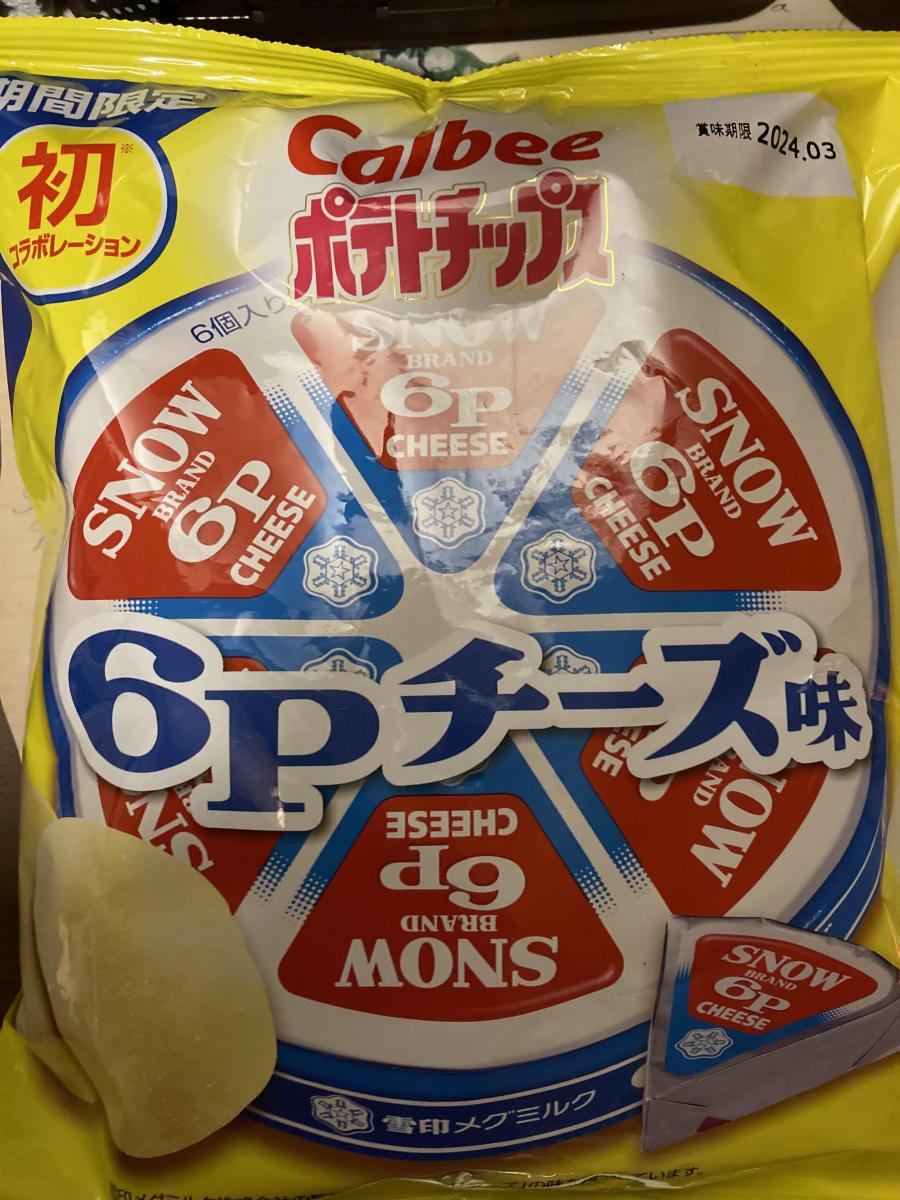 期間限定
初※
コラボレーション
Calbee
ポテトチップス
賞味期限 2024.03
6個入り
SNOW
BRAND
6P
CHEESE
SNOW
BRAND
6P
CHEESE
SNOW
BRAND
6P
CHEESE
6Pチーズ味
SNOW
BRAND
6P
CHEESE
SNOW
SNOW
BRAND
6P
CHEESE
雪印メグミルク